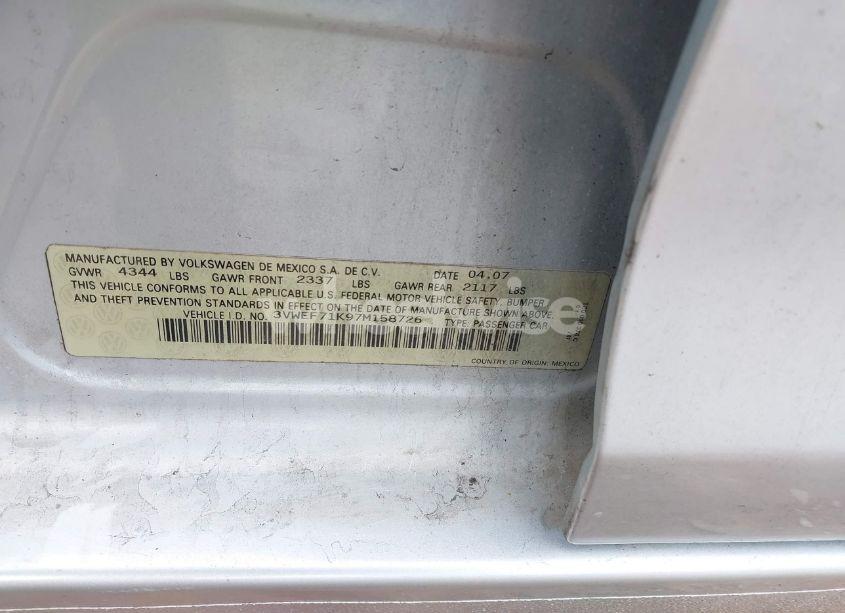 MANUFACTURED BY VOLKSWAGEN DE MEXICO S.A. DE C.V. DATE 04.07
GVWR 4344 LBS GAWR FRONT 2337 LBS GAWR REAR 2117 LBS
THIS VEHICLE CONFORMS TO ALL APPLICABLE U.S. FEDERAL MOTOR VEHICLE SAFETY, BUMPER
AND THEFT PREVENTION STANDARDS IN EFFECT ON THE DATE OF MANUFACTURE SHOWN ABOVE.
VEHICLE I.D. NO. 3VWEF71K97M158726 TYPE: PASSENGER CAR
COUNTRY OF ORIGIN: MEXICO